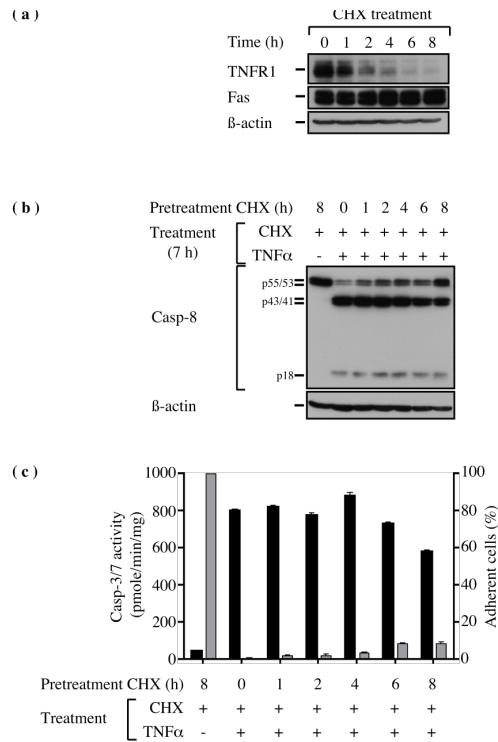 ( a )
CHX treatment
Time (h) 0 1 2 4 6 8
TNFR1
Fas
ß-actin
( b )
Pretreatment CHX (h) 8 0 1 2 4 6 8
Treatment (7 h)
CHX + + + + + + +
TNFα - + + + + + +
p55/53
p43/41
Casp-8
p18
ß-actin
( c )
Casp-3/7 activity
(pmole/min/mg)
1000
800
600
400
200
0
Adherent cells (%)
100
80
60
40
20
0
Pretreatment CHX (h) 8 0 1 2 4 6 8
Treatment
CHX + + + + + + +
TNFα - + + + + + +